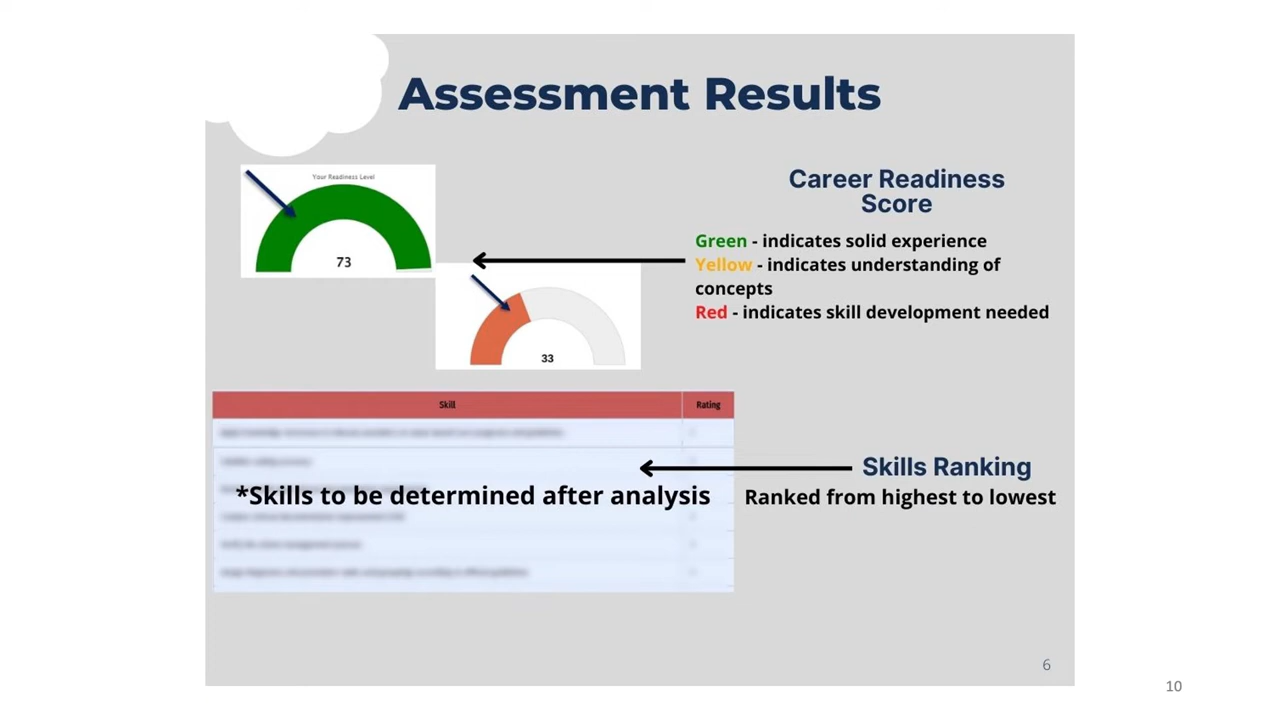 Assessment Results
Your Readiness Level
73
33
Career Readiness
Score
Green - indicates solid experience
Yellow - indicates understanding of
concepts
Red - indicates skill development needed
Skill Rating
*Skills to be determined after analysis
Skills Ranking
Ranked from highest to lowest
6
10